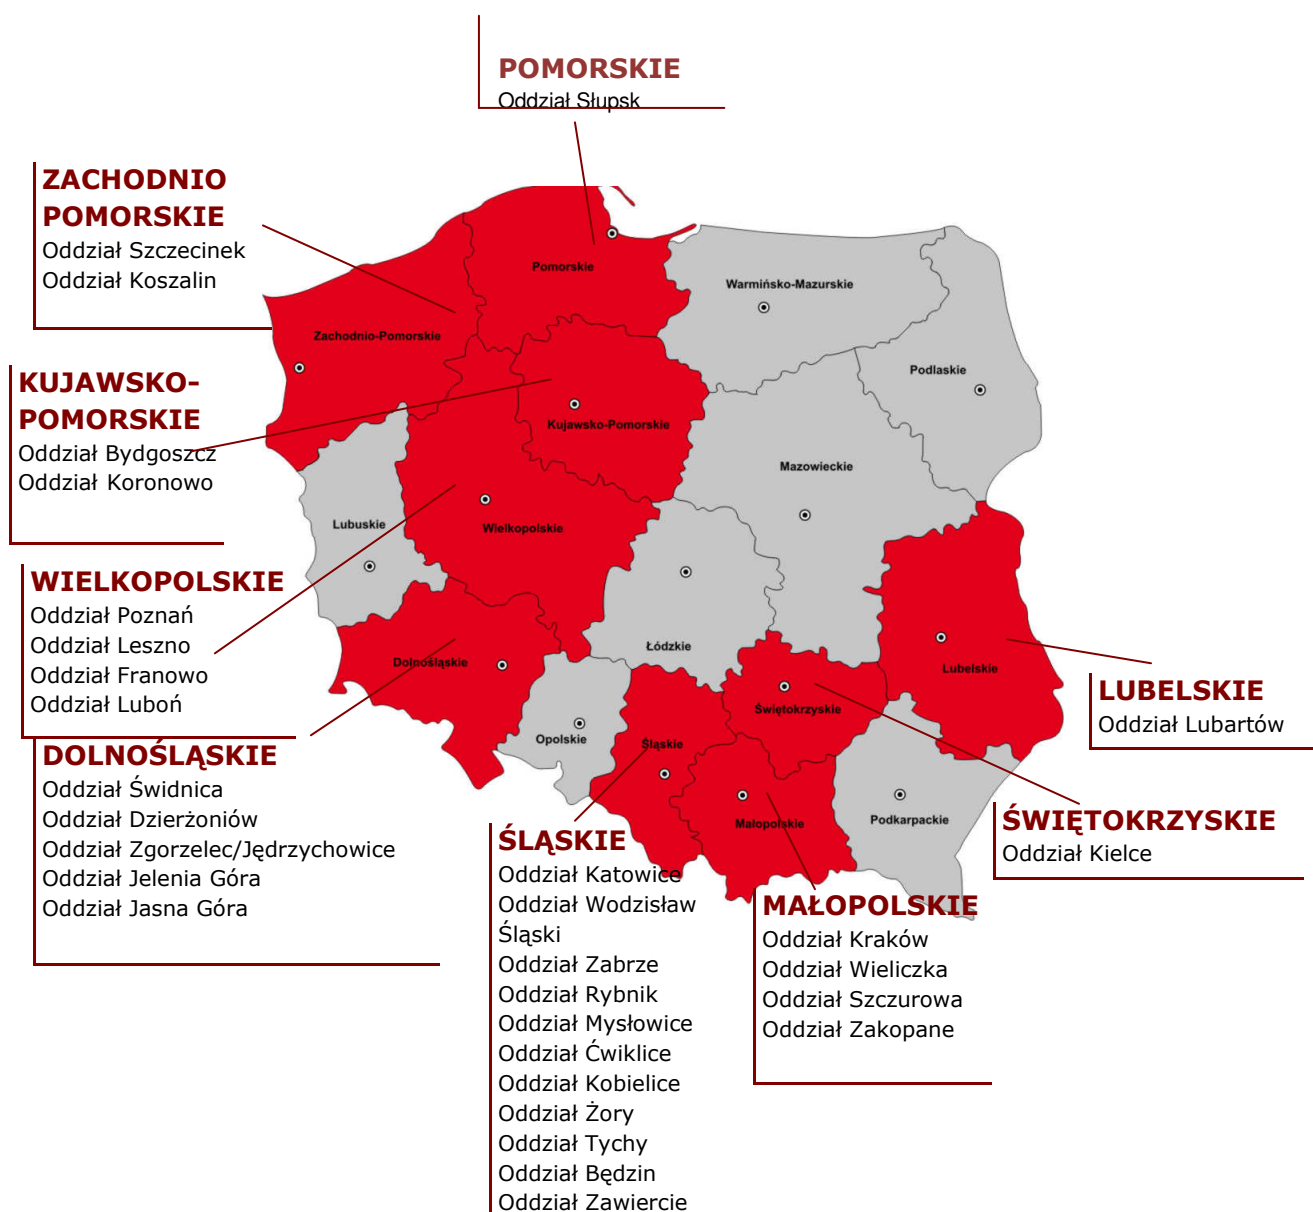 POMORSKIE
Oddział Słupsk
ZACHODNIO
POMORSKIE
Oddział Szczecinek
Oddział Koszalin
KUJAWSKO-
POMORSKIE
Oddział Bydgoszcz
Oddział Koronowo
WIELKOPOLSKIE
Oddział Poznań
Oddział Leszno
Oddział Franowo
Oddział Luboń
DOLNOŚLĄSKIE
Oddział Świdnica
Oddział Dzierżoniów
Oddział Zgorzelec/Jędrzychowice
Oddział Jelenia Góra
Oddział Jasna Góra
Pomorskie
Warmińsko-Mazurskie
Zachodnio-Pomorskie
Podlaskie
Kujawsko-Pomorskie
Mazowieckie
Lubuskie
Wielkopolskie
Łódzkie
Dolnośląskie
Lubelskie
Świętokrzyskie
Opolskie
Śląskie
Małopolskie
Podkarpackie
LUBELSKIE
Oddział Lubartów
ŚWIĘTOKRZYSKIE
Oddział Kielce
ŚLĄSKIE
Oddział Katowice
Oddział Wodzisław
Śląski
Oddział Zabrze
Oddział Rybnik
Oddział Mysłowice
Oddział Ćwiklice
Oddział Kobielice
Oddział Żory
Oddział Tychy
Oddział Będzin
Oddział Zawiercie
MAŁOPOLSKIE
Oddział Kraków
Oddział Wieliczka
Oddział Szczurowa
Oddział Zakopane